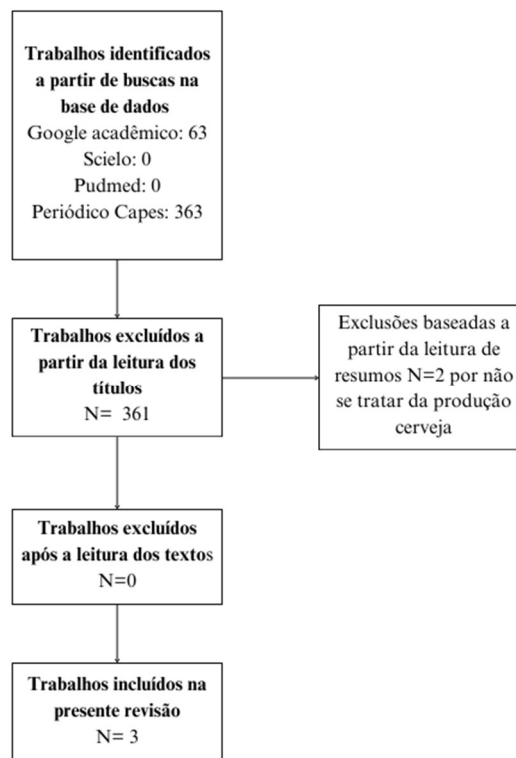 Trabalhos identificados
a partir de buscas na
base de dados
Google acadêmico: 63
Scielo: 0
Pudmed: 0
Periódico Capes: 363
Trabalhos excluídos a
partir da leitura dos
títulos
N= 361
Exclusões baseadas a
partir da leitura de
resumos N=2 por não
se tratar da produção
cerveja
Trabalhos excluídos
após a leitura dos textos
N=0
Trabalhos incluídos na
presente revisão
N= 3